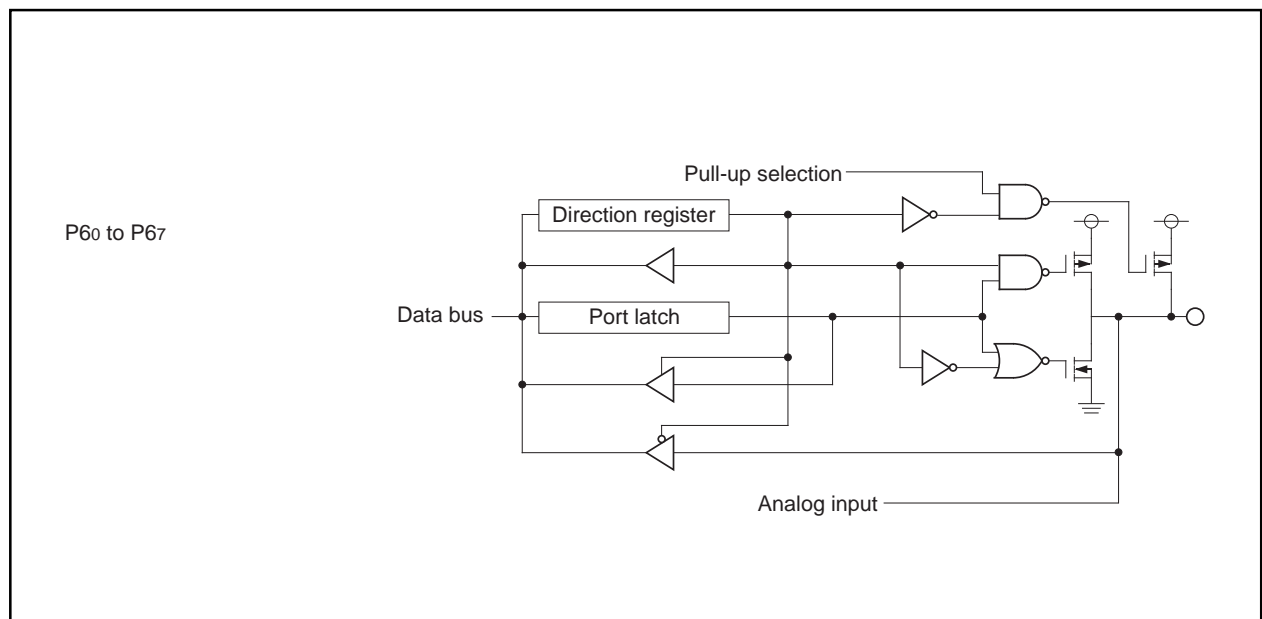 Pull-up selection
Direction register
P60 to P67
Data bus
Port latch
Analog input